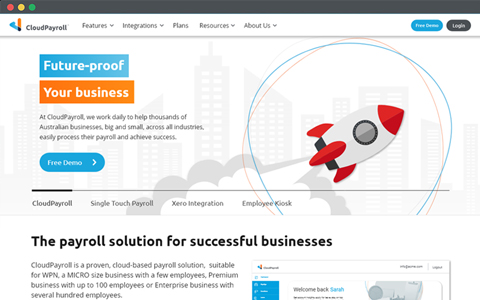 CloudPayroll
Features
Integrations
Plans
Resources
About Us
Free Demo
Login
Future-proof
Your business
At CloudPayroll, we work daily to help thousands of
Australian businesses, big and small, across all industries,
easily process their payroll and achieve success.
Free Demo
CloudPayroll
Single Touch Payroll
Xero Integration
Employee Kiosk
The payroll solution for successful businesses
CloudPayroll is a proven, cloud-based payroll solution, suitable
for WPN, a MICRO size business with a few employees, Premium
business with up to 100 employees or Enterprise business with
several hundred employees.
CloudPayroll
Logout
Welcome back Sarah